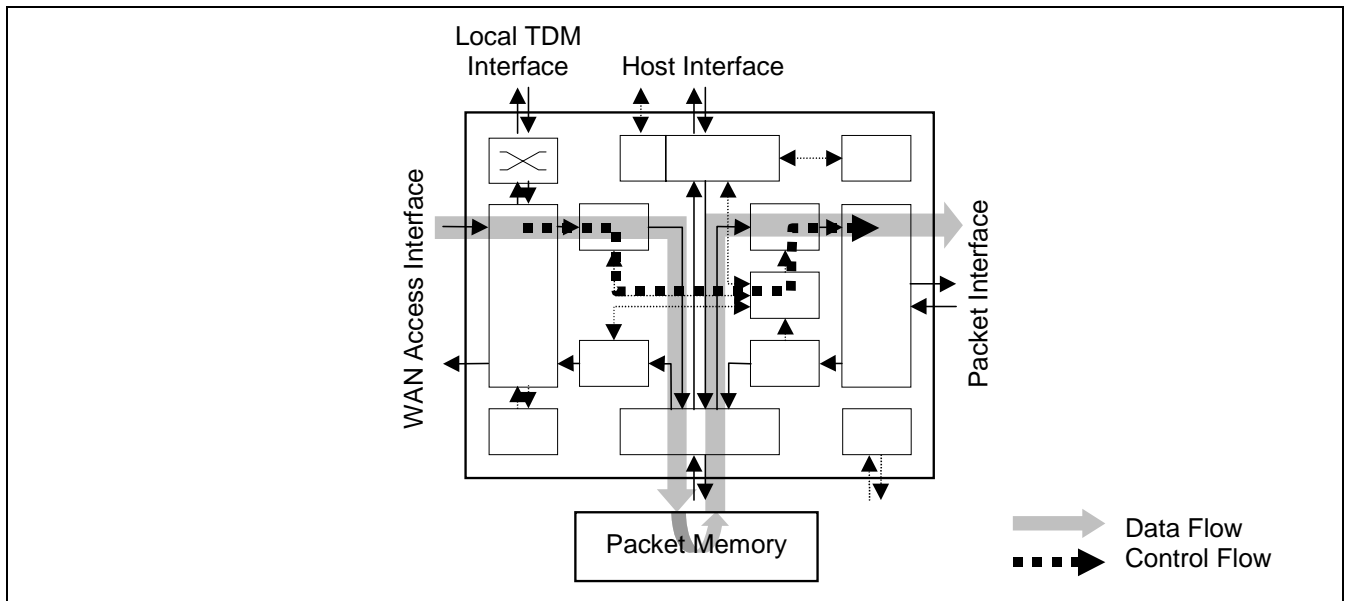 Local TDM
Interface
Host Interface
WAN Access Interface
Packet Interface
Packet Memory
Data Flow
Control Flow